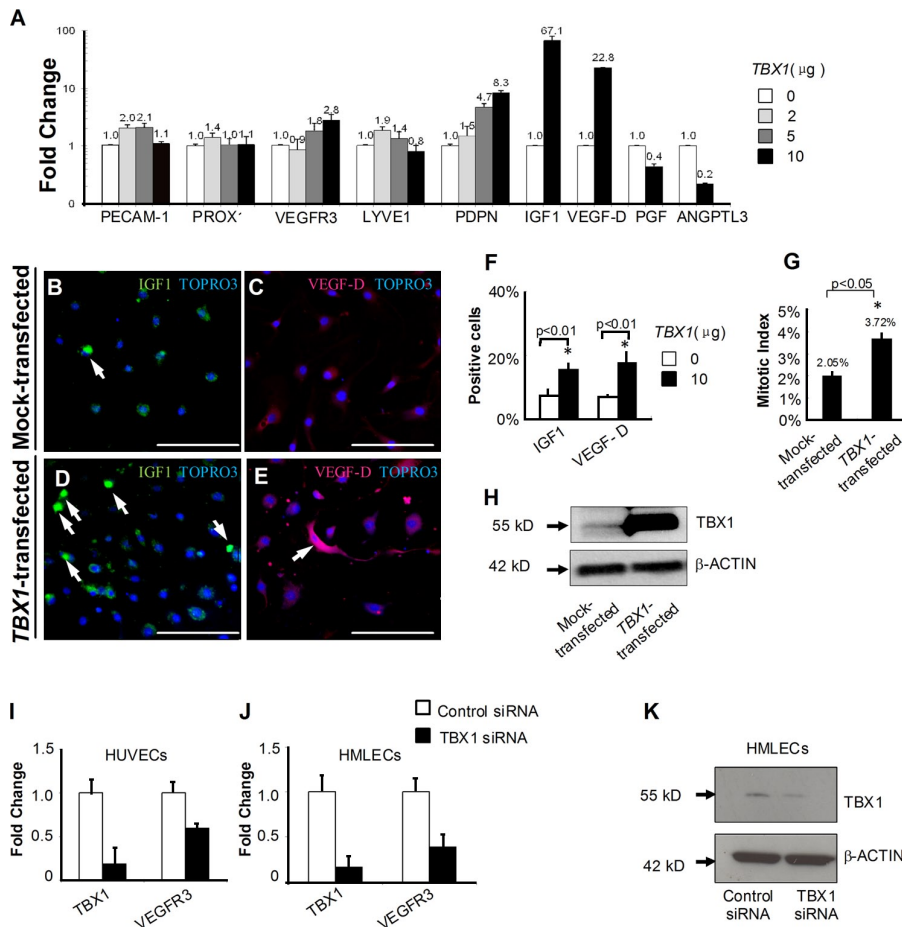 A
Fold Change
100
10
1
0
1.0 2.0 2.1 1.1
1.0 1.4 1.0 1.1
1.0 0.9 1.8 2.8
1.0 1.9 1.4 0.8
1.0 1.5 4.7 8.3
1.0 67.1
1.0 22.8
1.0 0.4
1.0 0.2
PECAM-1 PROX VEGFR3 LYVE1 PDPN IGF1 VEGF-D PGF ANGPTL3
TBX1 (μg)
0
2
5
10
Mock-transfected
B IGF1 TOPRO3
C VEGF-D TOPRO3
TBX1-transfected
D IGF1 TOPRO3
E VEGF-D TOPRO3
F
Positive cells
40%
20%
0%
p<0.01 p<0.01
* *
IGF1 VEGF-D
TBX1 (μg)
0
10
G
Mitotic Index
5%
4%
3%
2%
1%
0%
p<0.05
*
2.05% 3.72%
Mock-transfected
TBX1-transfected
H
55 kD TBX1
42 kD β-ACTIN
Mock-transfected
TBX1-transfected
I
HUVECs
Fold Change
1.5
1.0
0.5
0
TBX1 VEGFR3
J
Control siRNA
TBX1 siRNA
HMLECs
Fold Change
1.5
1.0
0.5
0
TBX1 VEGFR3
K
HMLECs
55 kD TBX1
42 kD β-ACTIN
Control siRNA
TBX1 siRNA